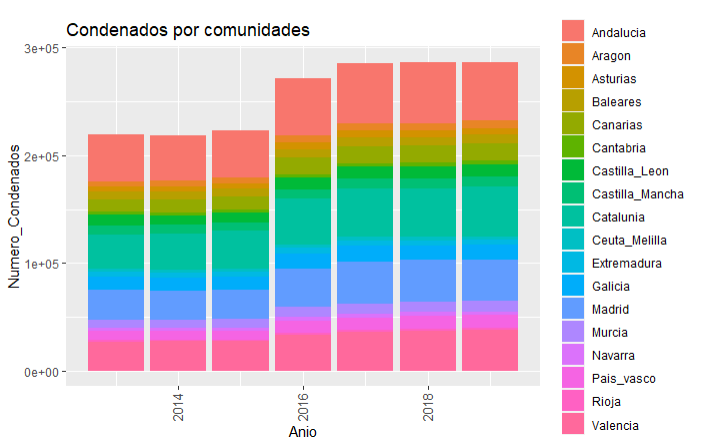 Condenados por comunidades
3e+05
2e+05
1e+05
0e+00
Numero_Condenados
2014
2016
2018
Anio
Andalucia
Aragon
Asturias
Baleares
Canarias
Cantabria
Castilla_Leon
Castilla_Mancha
Catalunia
Ceuta_Melilla
Extremadura
Galicia
Madrid
Murcia
Navarra
Pais_vasco
Rioja
Valencia